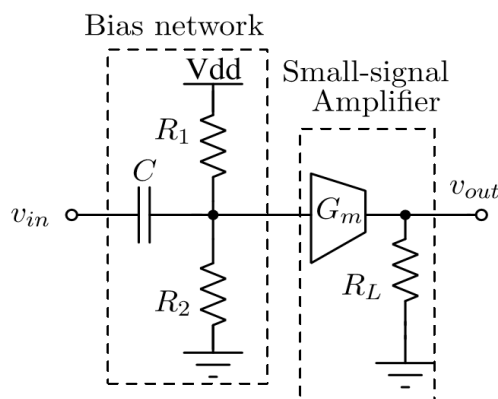 Bias network
Vdd
Small-signal
Amplifier
R1
C
vin
Gm
vout
R2
RL